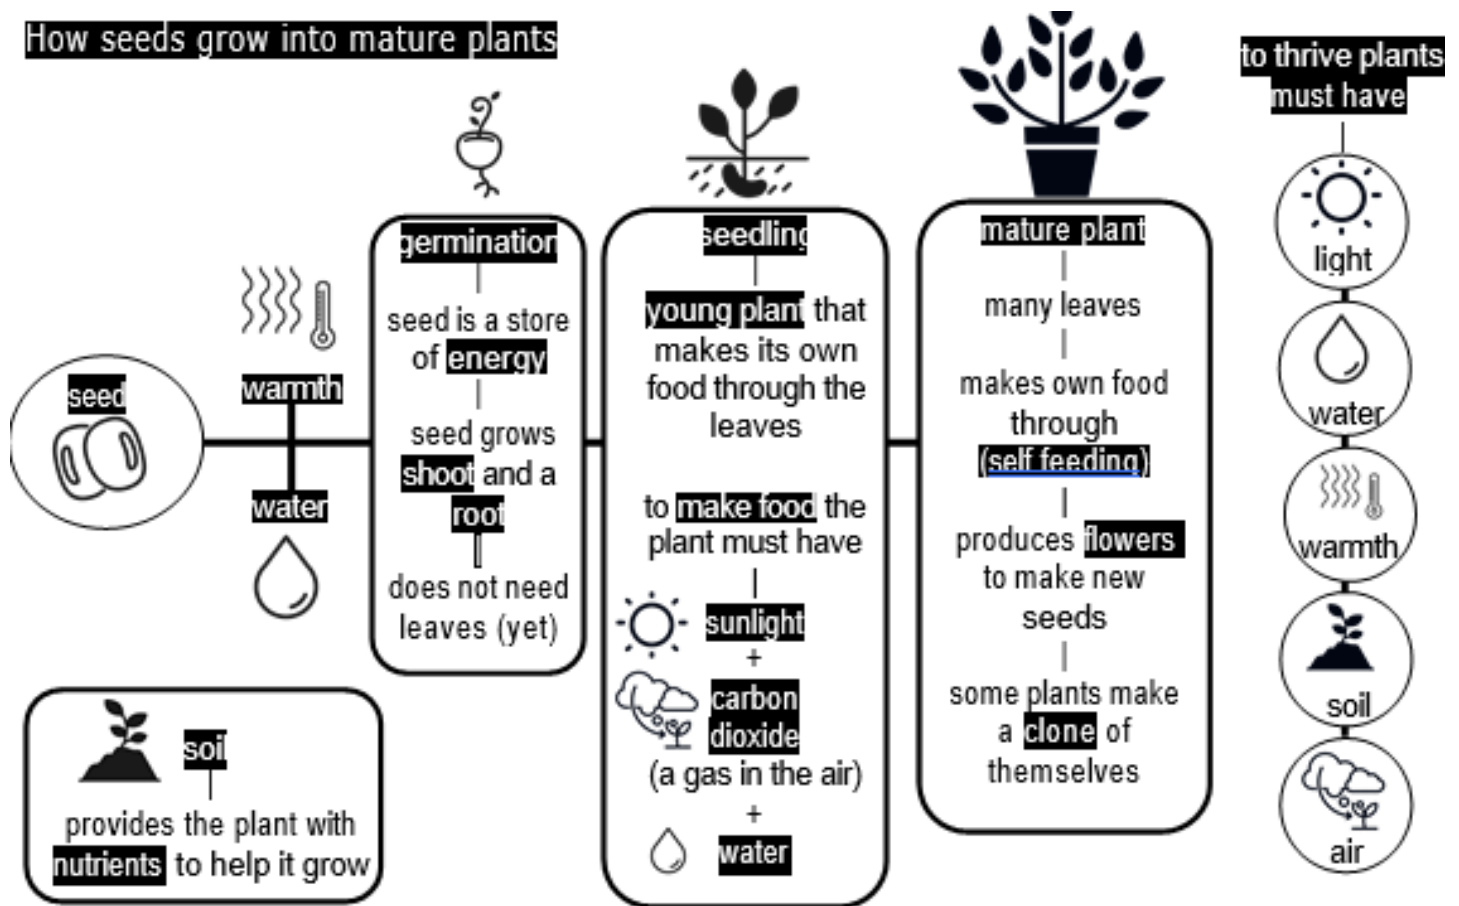 How seeds grow into mature plants
seed
warmth
water
germination
seed is a store
of energy
seed grows
shoot and a
root
does not need
leaves (yet)
soil
provides the plant with
nutrients to help it grow
seedling
young plant that
makes its own
food through the
leaves
to make food the
plant must have
sunlight
+
carbon
dioxide
(a gas in the air)
+
water
mature plant
many leaves
makes own food
through
(self feeding)
produces flowers
to make new
seeds
some plants make
a clone of
themselves
to thrive plants
must have
light
water
warmth
soil
air